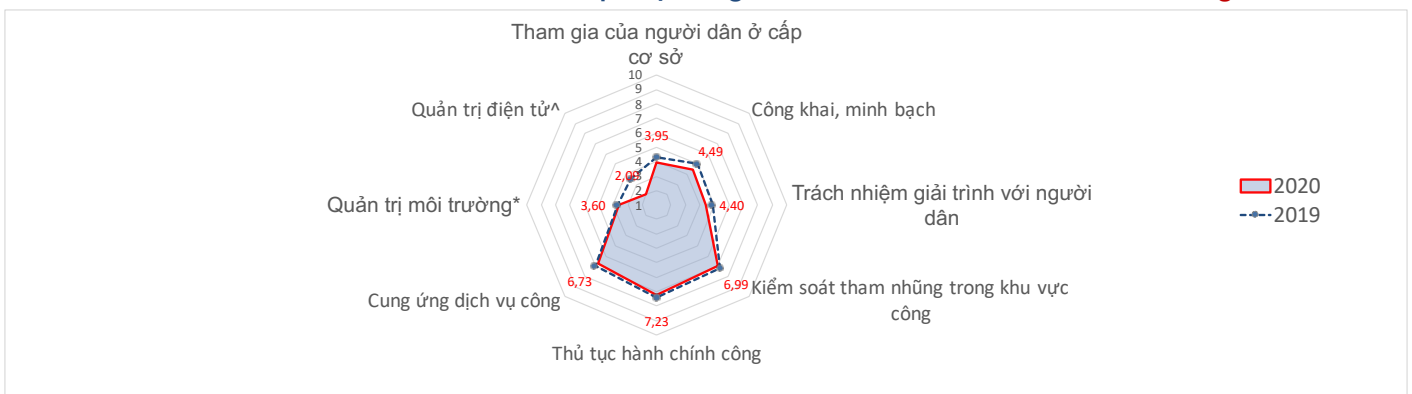 Tham gia của người dân ở cấp
cơ sở
10
9
8
7
6
5
4
3
2
1
3,95
Quản trị điện tử^
Công khai, minh bạch
4,49
2,09
Quản trị môi trường*
3,60
4,40
Trách nhiệm giải trình với người
dân
2020
2019
6,73
6,99
Cung ứng dịch vụ công
Kiểm soát tham nhũng trong khu vực
công
7,23
Thủ tục hành chính công